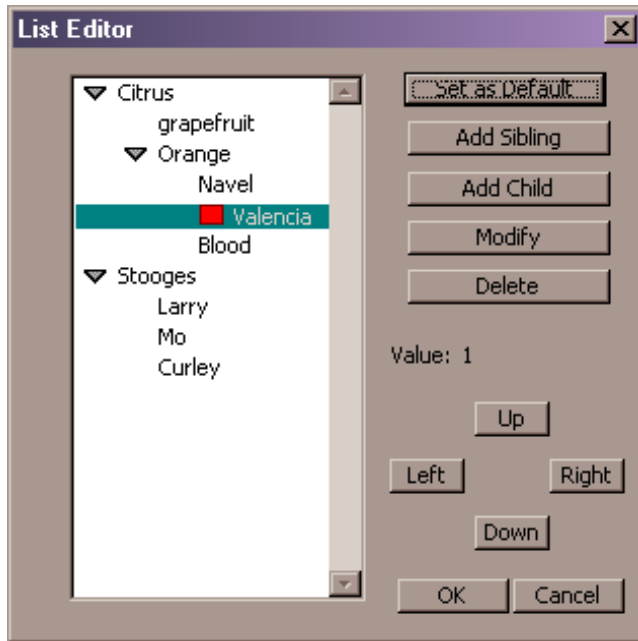 List Editor
Citrus
grapefruit
Orange
Navel
Valencia
Blood
Stooges
Larry
Mo
Curley
Set as Default
Add Sibling
Add Child
Modify
Delete
Value: 1
Up
Left
Right
Down
OK
Cancel